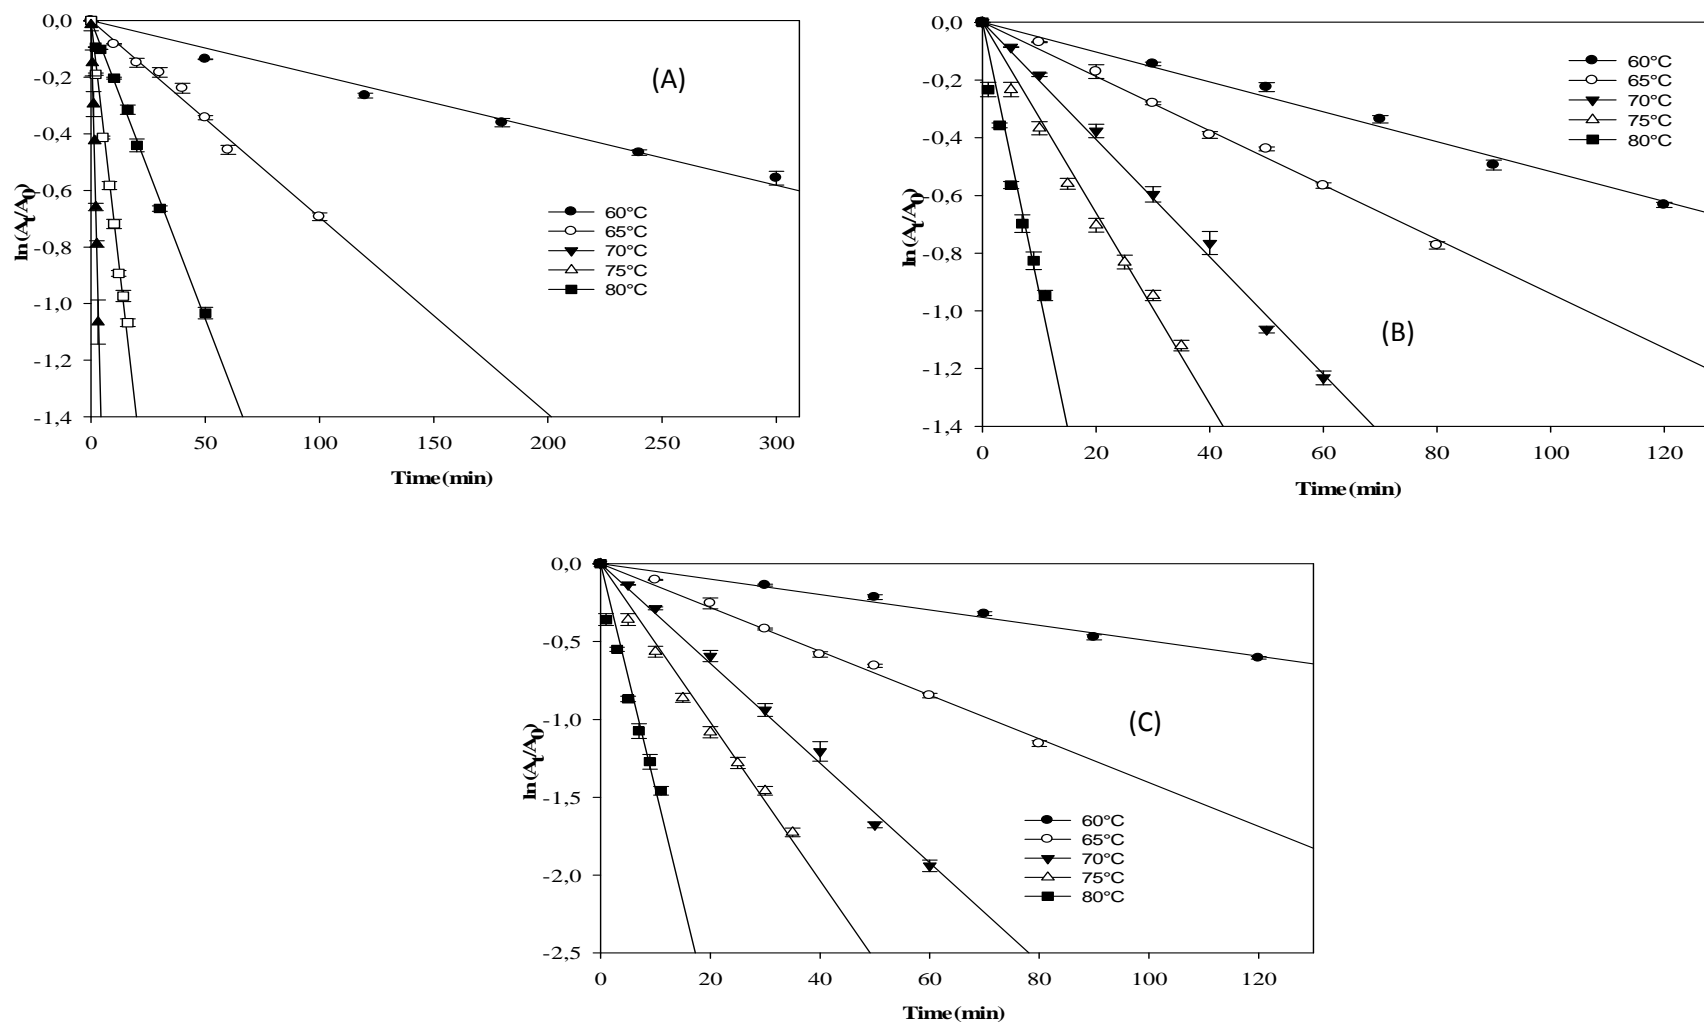 (A)
0,0
-0,2
-0,4
-0,6
-0,8
-1,0
-1,2
-1,4
ln(At/A0)
60°C
65°C
70°C
75°C
80°C
0 50 100 150 200 250 300
Time(min)
(B)
0,0
-0,2
-0,4
-0,6
-0,8
-1,0
-1,2
-1,4
ln(At/A0)
60°C
65°C
70°C
75°C
80°C
0 20 40 60 80 100 120
Time(min)
(C)
0,0
-0,5
-1,0
-1,5
-2,0
-2,5
ln(At/A0)
60°C
65°C
70°C
75°C
80°C
0 20 40 60 80 100 120
Time(min)